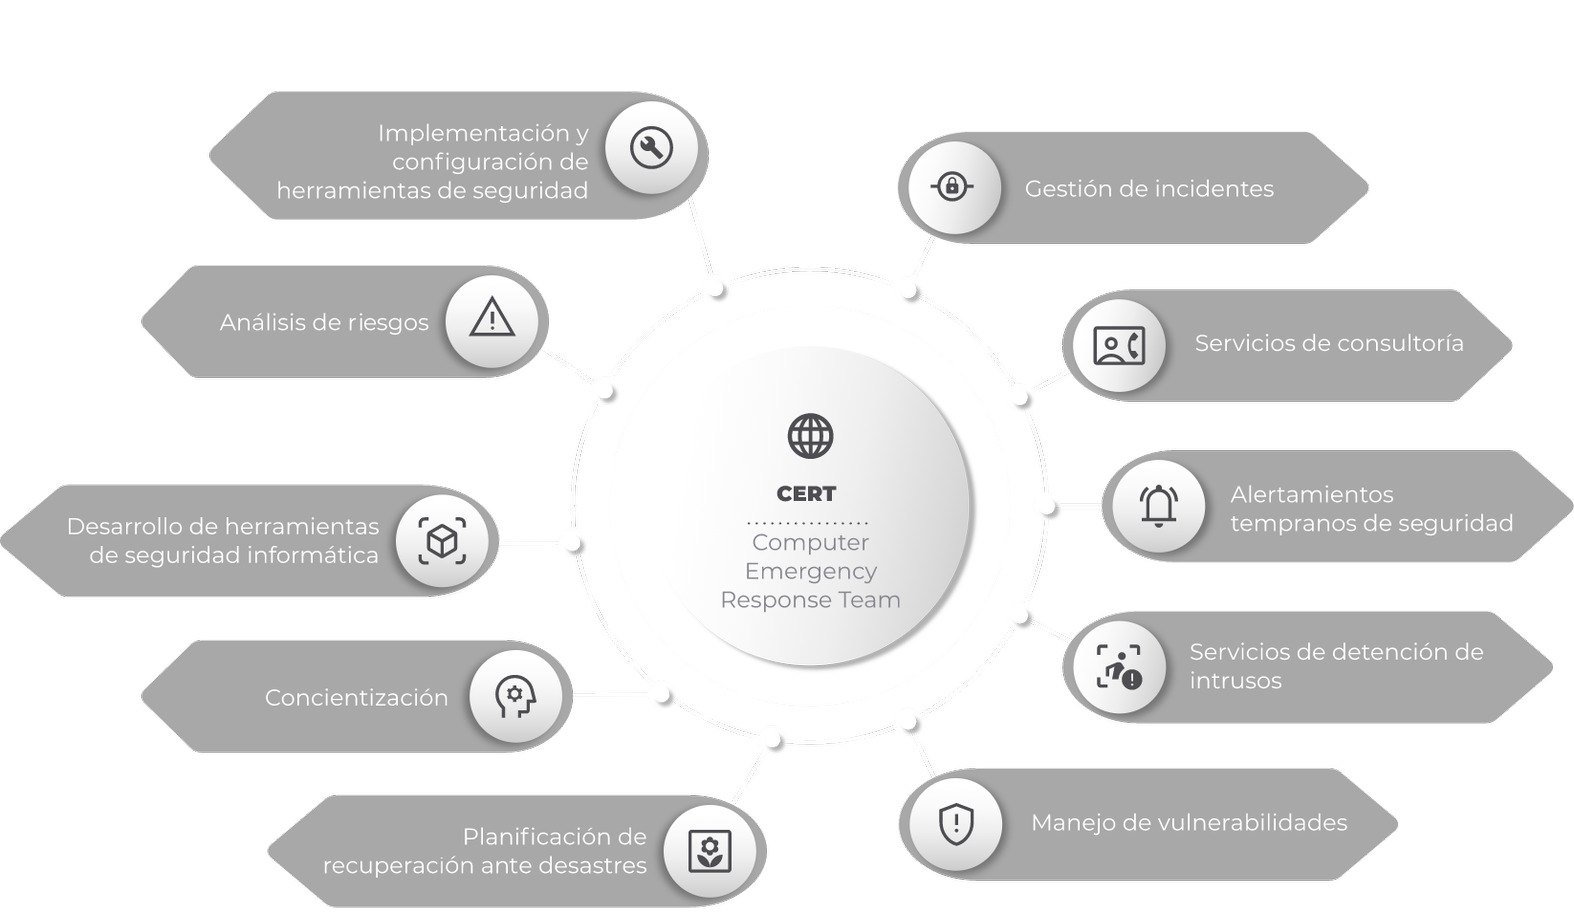 Implementación y
configuración de
herramientas de seguridad
Gestión de incidentes
Análisis de riesgos
Servicios de consultoría
CERT
Computer
Emergency
Response Team
Alertamientos
tempranos de seguridad
Desarrollo de herramientas
de seguridad informática
Servicios de detención de
intrusos
Concientización
Manejo de vulnerabilidades
Planificación de
recuperación ante desastres